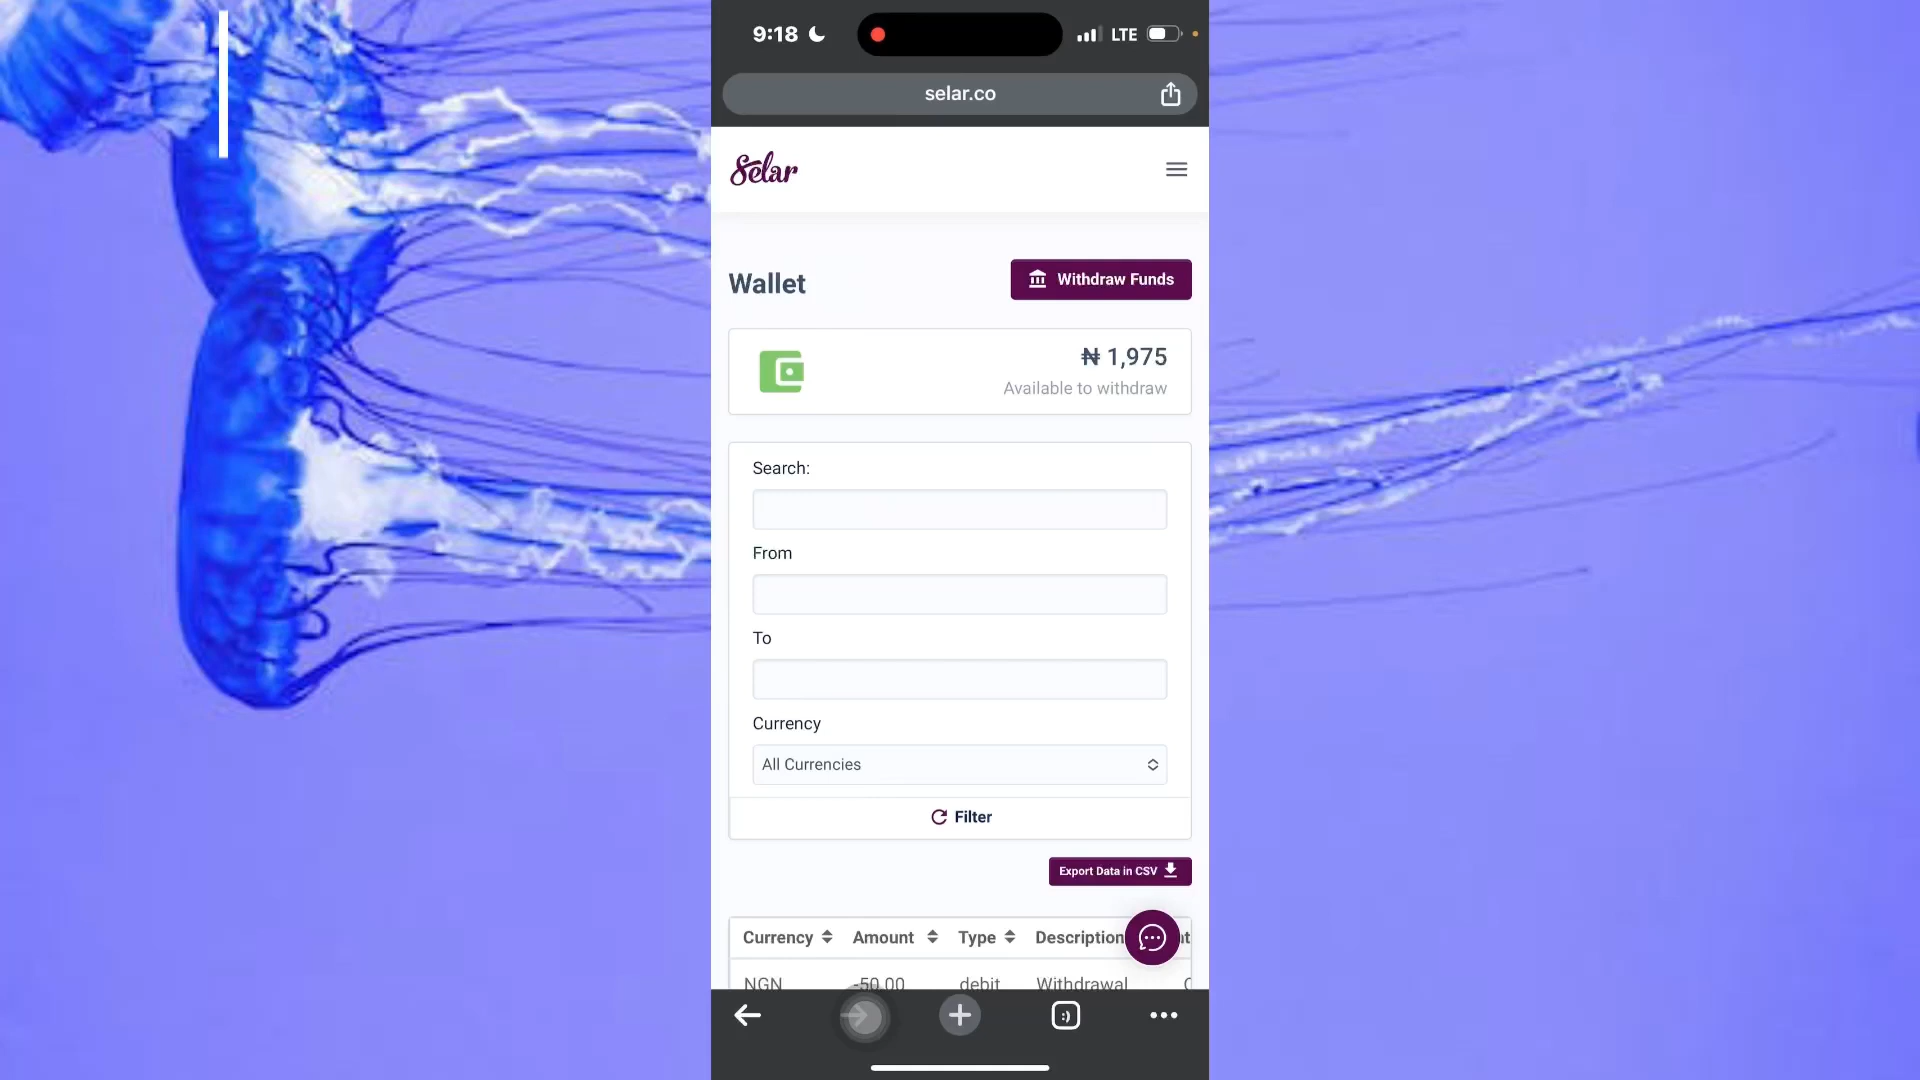 9:18 LTE
selar.co
Selar
Wallet
Withdraw Funds
₦ 1,975
Available to withdraw
Search:
From
To
Currency
All Currencies
Filter
Export Data in CSV
Currency Amount Type Description
NGN -50.00 debit Withdrawal